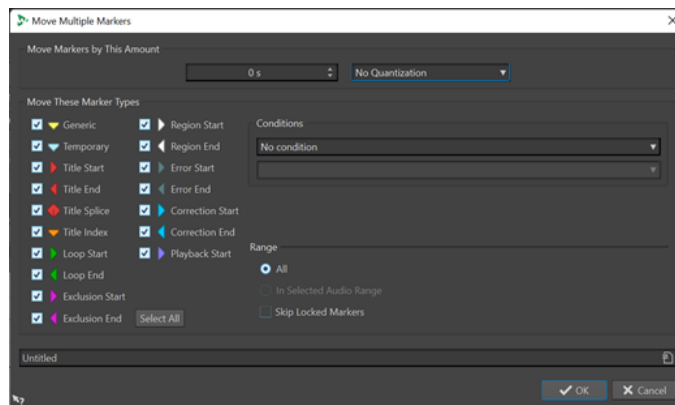 Move Multiple Markers
Move Markers by This Amount
0 s
No Quantization
Move These Marker Types
Generic
Region Start
Temporary
Region End
Title Start
Error Start
Title End
Error End
Title Splice
Correction Start
Title Index
Correction End
Loop Start
Playback Start
Loop End
Exclusion Start
Exclusion End
Select All
Conditions
No condition
Range
All
In Selected Audio Range
Skip Locked Markers
Untitled
OK
Cancel